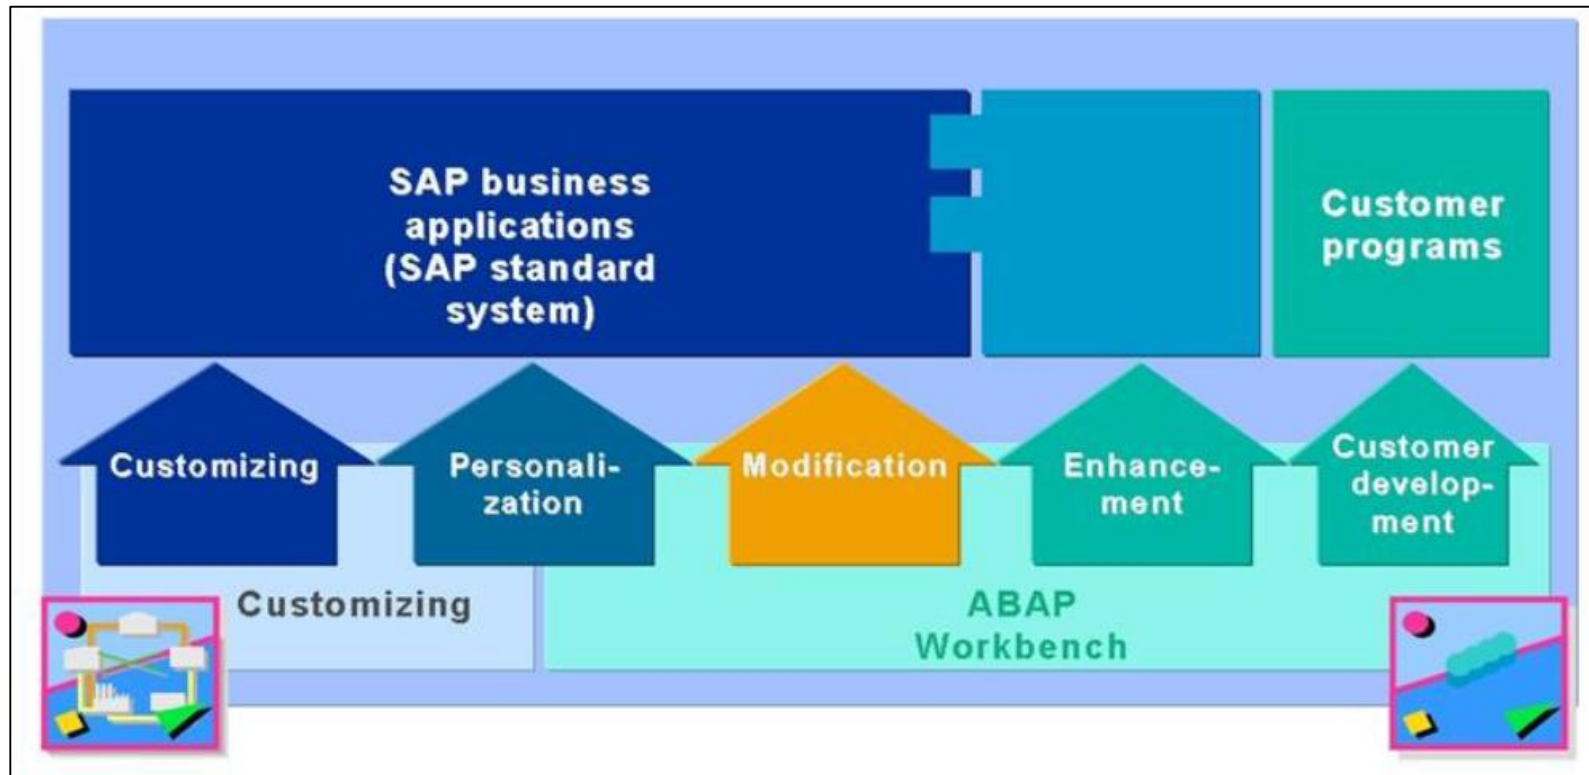 SAP business
applications
(SAP standard
system)
Customer
programs
Customizing
Personali-
zation
Modification
Enhance-
ment
Customer
develop-
ment
Customizing
ABAP
Workbench